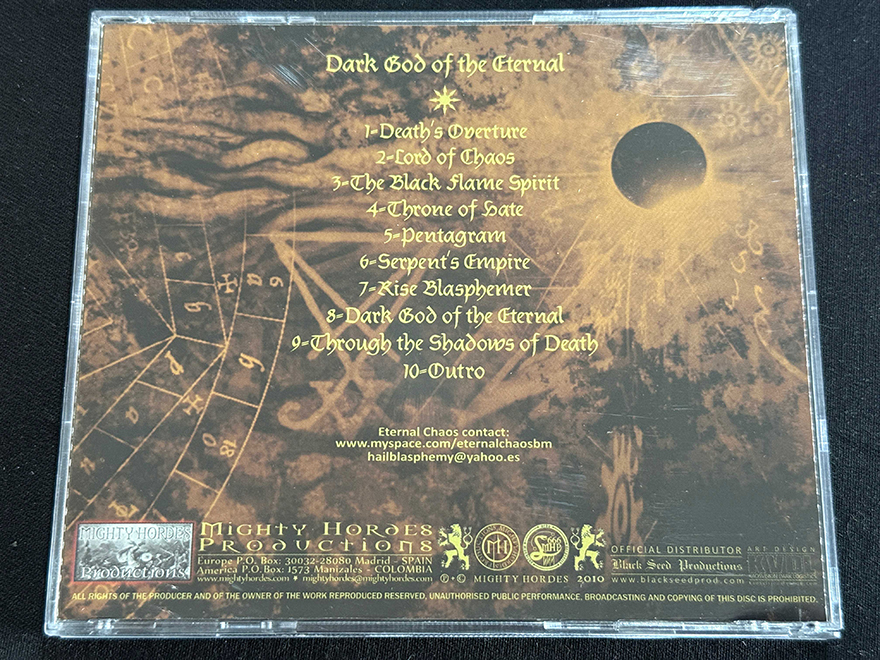 Dark God of the Eternal
1-Death's Overture
2-Lord of Chaos
3-The Black Flame Spirit
4-Throne of Hate
5-Pentagram
6-Serpent's Empire
7-Rise Blasphemer
8-Dark God of the Eternal
9-Through the Shadows of Death
10-Outro
Eternal Chaos contact:
www.myspace.com/eternalchaosbm
hailblasphemy@yahoo.es
MIGHTY HORDES
Productions
MIGHTY HORDES
PRODUCTIONS
Europe P.O. Box: 30032-28080 Madrid - SPAIN
America P.O. Box: 1573 Manizales - COLOMBIA
www.mightyhordes.com • mightyhordes@mightyhordes.com
MH
666
SMHP
℗ • © MIGHTY HORDES 2010
OFFICIAL DISTRIBUTOR
Black Seed Productions
www.blackseedprod.com
ART DESIGN
ALL RIGHTS OF THE PRODUCER AND OF THE OWNER OF THE WORK REPRODUCED RESERVED. UNAUTHORISED PUBLIC PERFORMANCE, BROADCASTING AND COPYING OF THIS DISC IS PROHIBITED.